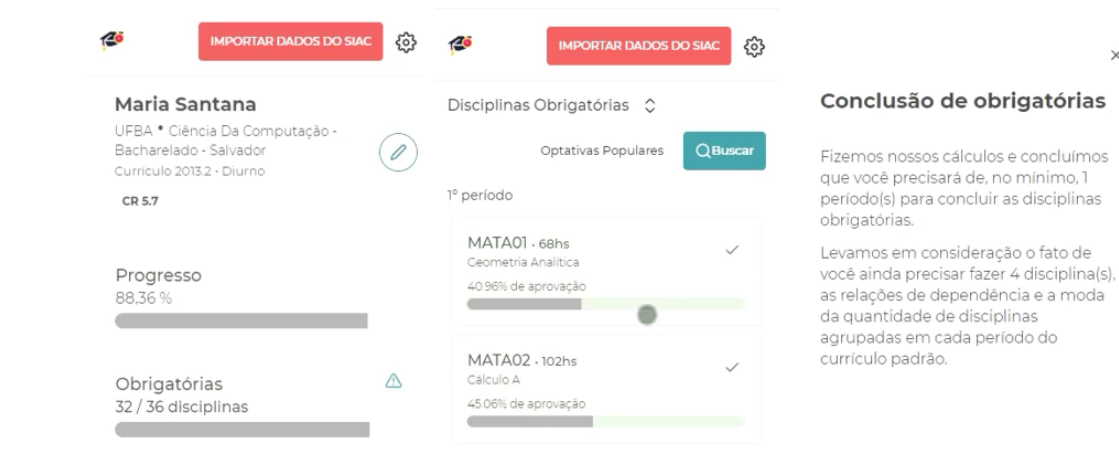 IMPORTAR DADOS DO SIAC
Maria Santana
UFBA • Ciência Da Computação -
Bacharelado - Salvador
Currículo 2013.2 • Diurno
CR 5.7
Progresso
88,36 %
Obrigatórias
32 / 36 disciplinas
IMPORTAR DADOS DO SIAC
Disciplinas Obrigatórias
Optativas Populares
Buscar
1º período
MATA01 • 68hs
Geometria Analítica
40.96% de aprovação
MATA02 • 102hs
Cálculo A
45.06% de aprovação
Conclusão de obrigatórias
Fizemos nossos cálculos e concluímos
que você precisará de, no mínimo, 1
período(s) para concluir as disciplinas
obrigatórias.
Levamos em consideração o fato de
você ainda precisar fazer 4 disciplina(s),
as relações de dependência e a moda
da quantidade de disciplinas
agrupadas em cada período do
currículo padrão.